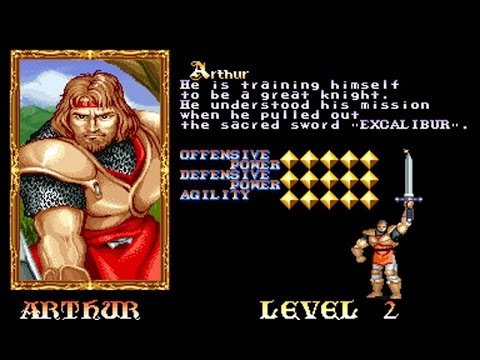 Arthur
He is training himself
to be a great knight.
He understood his mission
when he pulled out
the sacred sword "EXCALIBUR".
OFFENSIVE
POWER
DEFENSIVE
POWER
AGILITY
ARTHUR
LEVEL 2